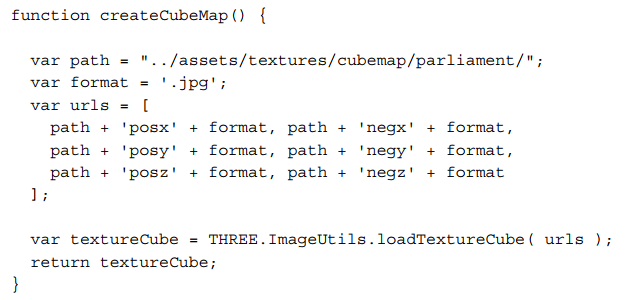 function createCubeMap() {
var path = "../assets/textures/cubemap/parliament/";
var format = '.jpg';
var urls = [
path + 'posx' + format, path + 'negx' + format,
path + 'posy' + format, path + 'negy' + format,
path + 'posz' + format, path + 'negz' + format
];
var textureCube = THREE.ImageUtils.loadTextureCube( urls );
return textureCube;
}